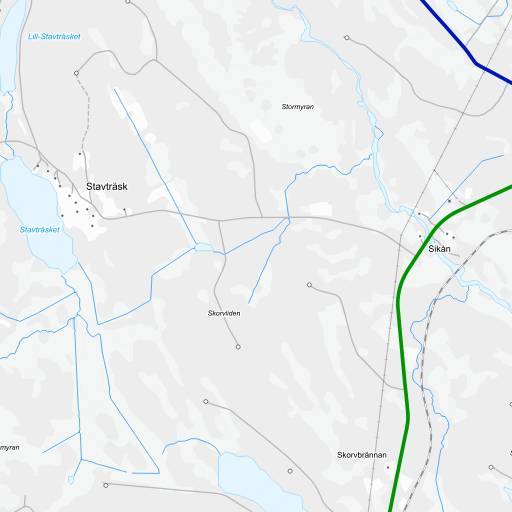 Lill-Stavträsket
Stormyran
Stavträsk
Stavträsket
Sikån
Skorvliden
myran
Skorvbrännan